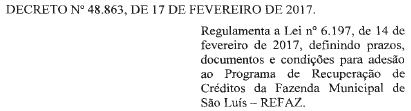 DECRETO Nº 48.863, DE 17 DE FEVEREIRO DE 2017.
Regulamenta a Lei nº 6.197, de 14 de
fevereiro de 2017, definindo prazos,
documentos e condições para adesão
ao Programa de Recuperação de
Créditos da Fazenda Municipal de
São Luís – REFAZ.